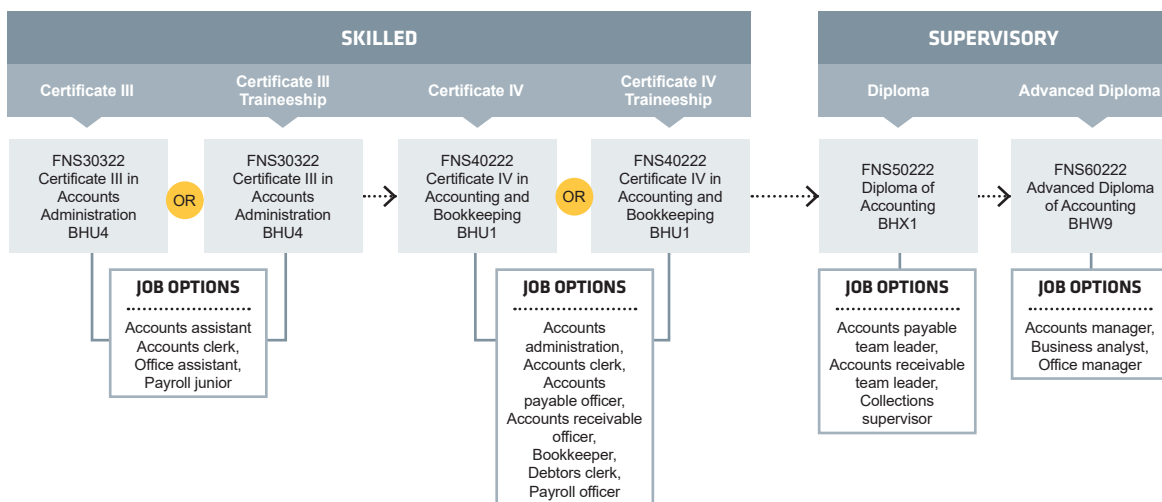 SKILLED
SUPERVISORY
Certificate III
Certificate III
Traineeship
Certificate IV
Certificate IV
Traineeship
Diploma
Advanced Diploma
FNS30322
Certificate III in
Accounts
Administration
BHU4
OR
FNS30322
Certificate III in
Accounts
Administration
BHU4
FNS40222
Certificate IV in
Accounting and
Bookkeeping
BHU1
OR
FNS40222
Certificate IV in
Accounting and
Bookkeeping
BHU1
FNS50222
Diploma of
Accounting
BHX1
FNS60222
Advanced Diploma
of Accounting
BHW9
JOB OPTIONS
Accounts assistant
Accounts clerk,
Office assistant,
Payroll junior
JOB OPTIONS
Accounts
administration,
Accounts clerk,
Accounts
payable officer,
Accounts receivable
officer,
Bookkeeper,
Debtors clerk,
Payroll officer
JOB OPTIONS
Accounts payable
team leader,
Accounts receivable
team leader,
Collections
supervisor
JOB OPTIONS
Accounts manager,
Business analyst,
Office manager